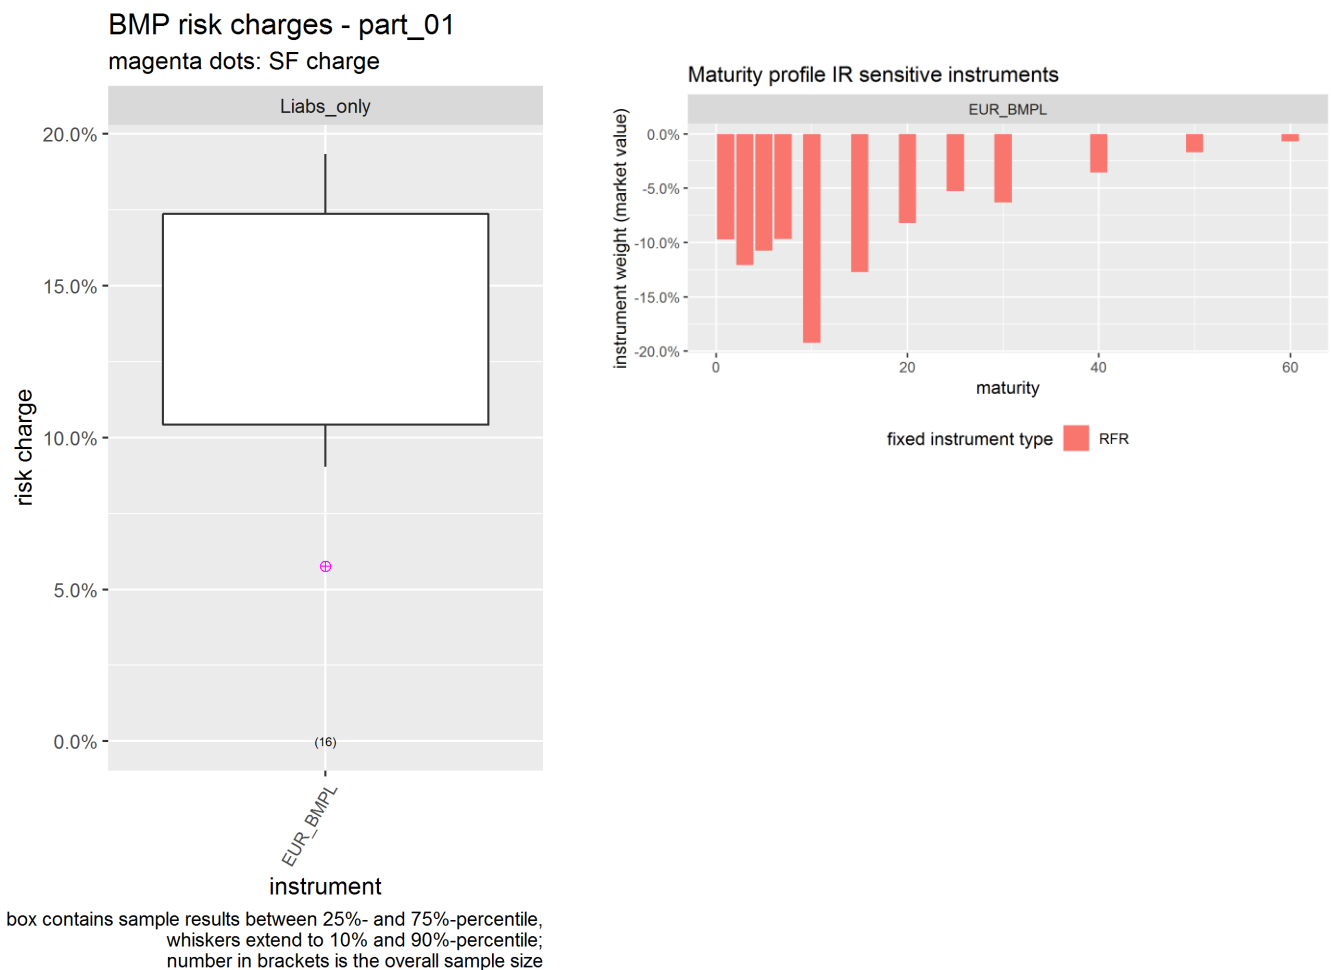 BMP risk charges - part_01
magenta dots: SF charge
Liabs_only
20.0%
15.0%
10.0%
5.0%
0.0%
risk charge
(16)
EUR_BMPL
instrument
box contains sample results between 25%- and 75%-percentile,
whiskers extend to 10% and 90%-percentile;
number in brackets is the overall sample size
Maturity profile IR sensitive instruments
EUR_BMPL
0.0%
-5.0%
-10.0%
-15.0%
-20.0%
instrument weight (market value)
0 20 40 60
maturity
fixed instrument type RFR